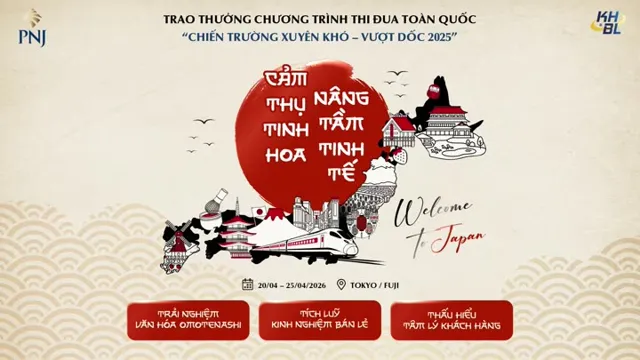 PNJ
TRAO THƯỞNG CHƯƠNG TRÌNH THI ĐUA TOÀN QUỐC
“CHIẾN TRƯỜNG XUYÊN KHÓ – VƯỢT DỐC 2025”
KHBL
CẢM
THỤ
TINH
HOA
NÂNG
TẦM
TINH
TẾ
Welcome
to Japan
20/04 – 25/04/2026
TOKYO / FUJI
TRẢI NGHIỆM
VĂN HÓA OMOTENASHI
TÍCH LUỸ
KINH NGHIỆM BÁN LẺ
THẤU HIỂU
TÂM LÝ KHÁCH HÀNG